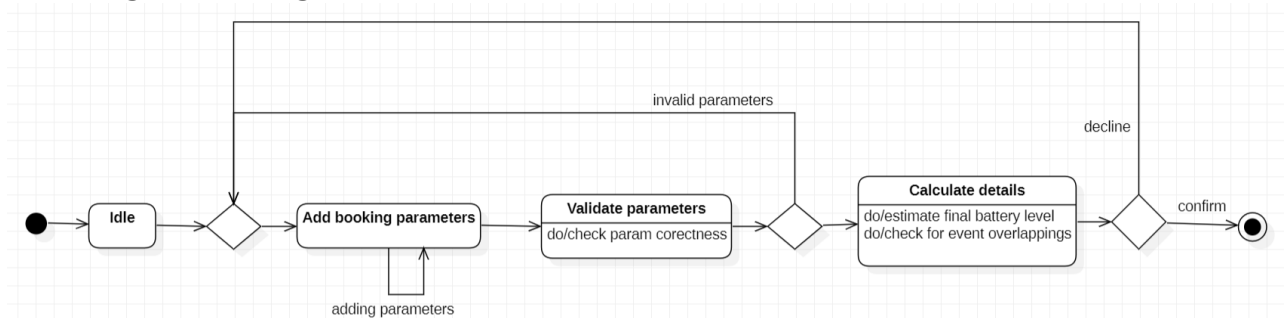 invalid parameters
decline
Idle
Add booking parameters
Validate parameters
do/check param corectness
Calculate details
do/estimate final battery level
do/check for event overlappings
confirm
adding parameters